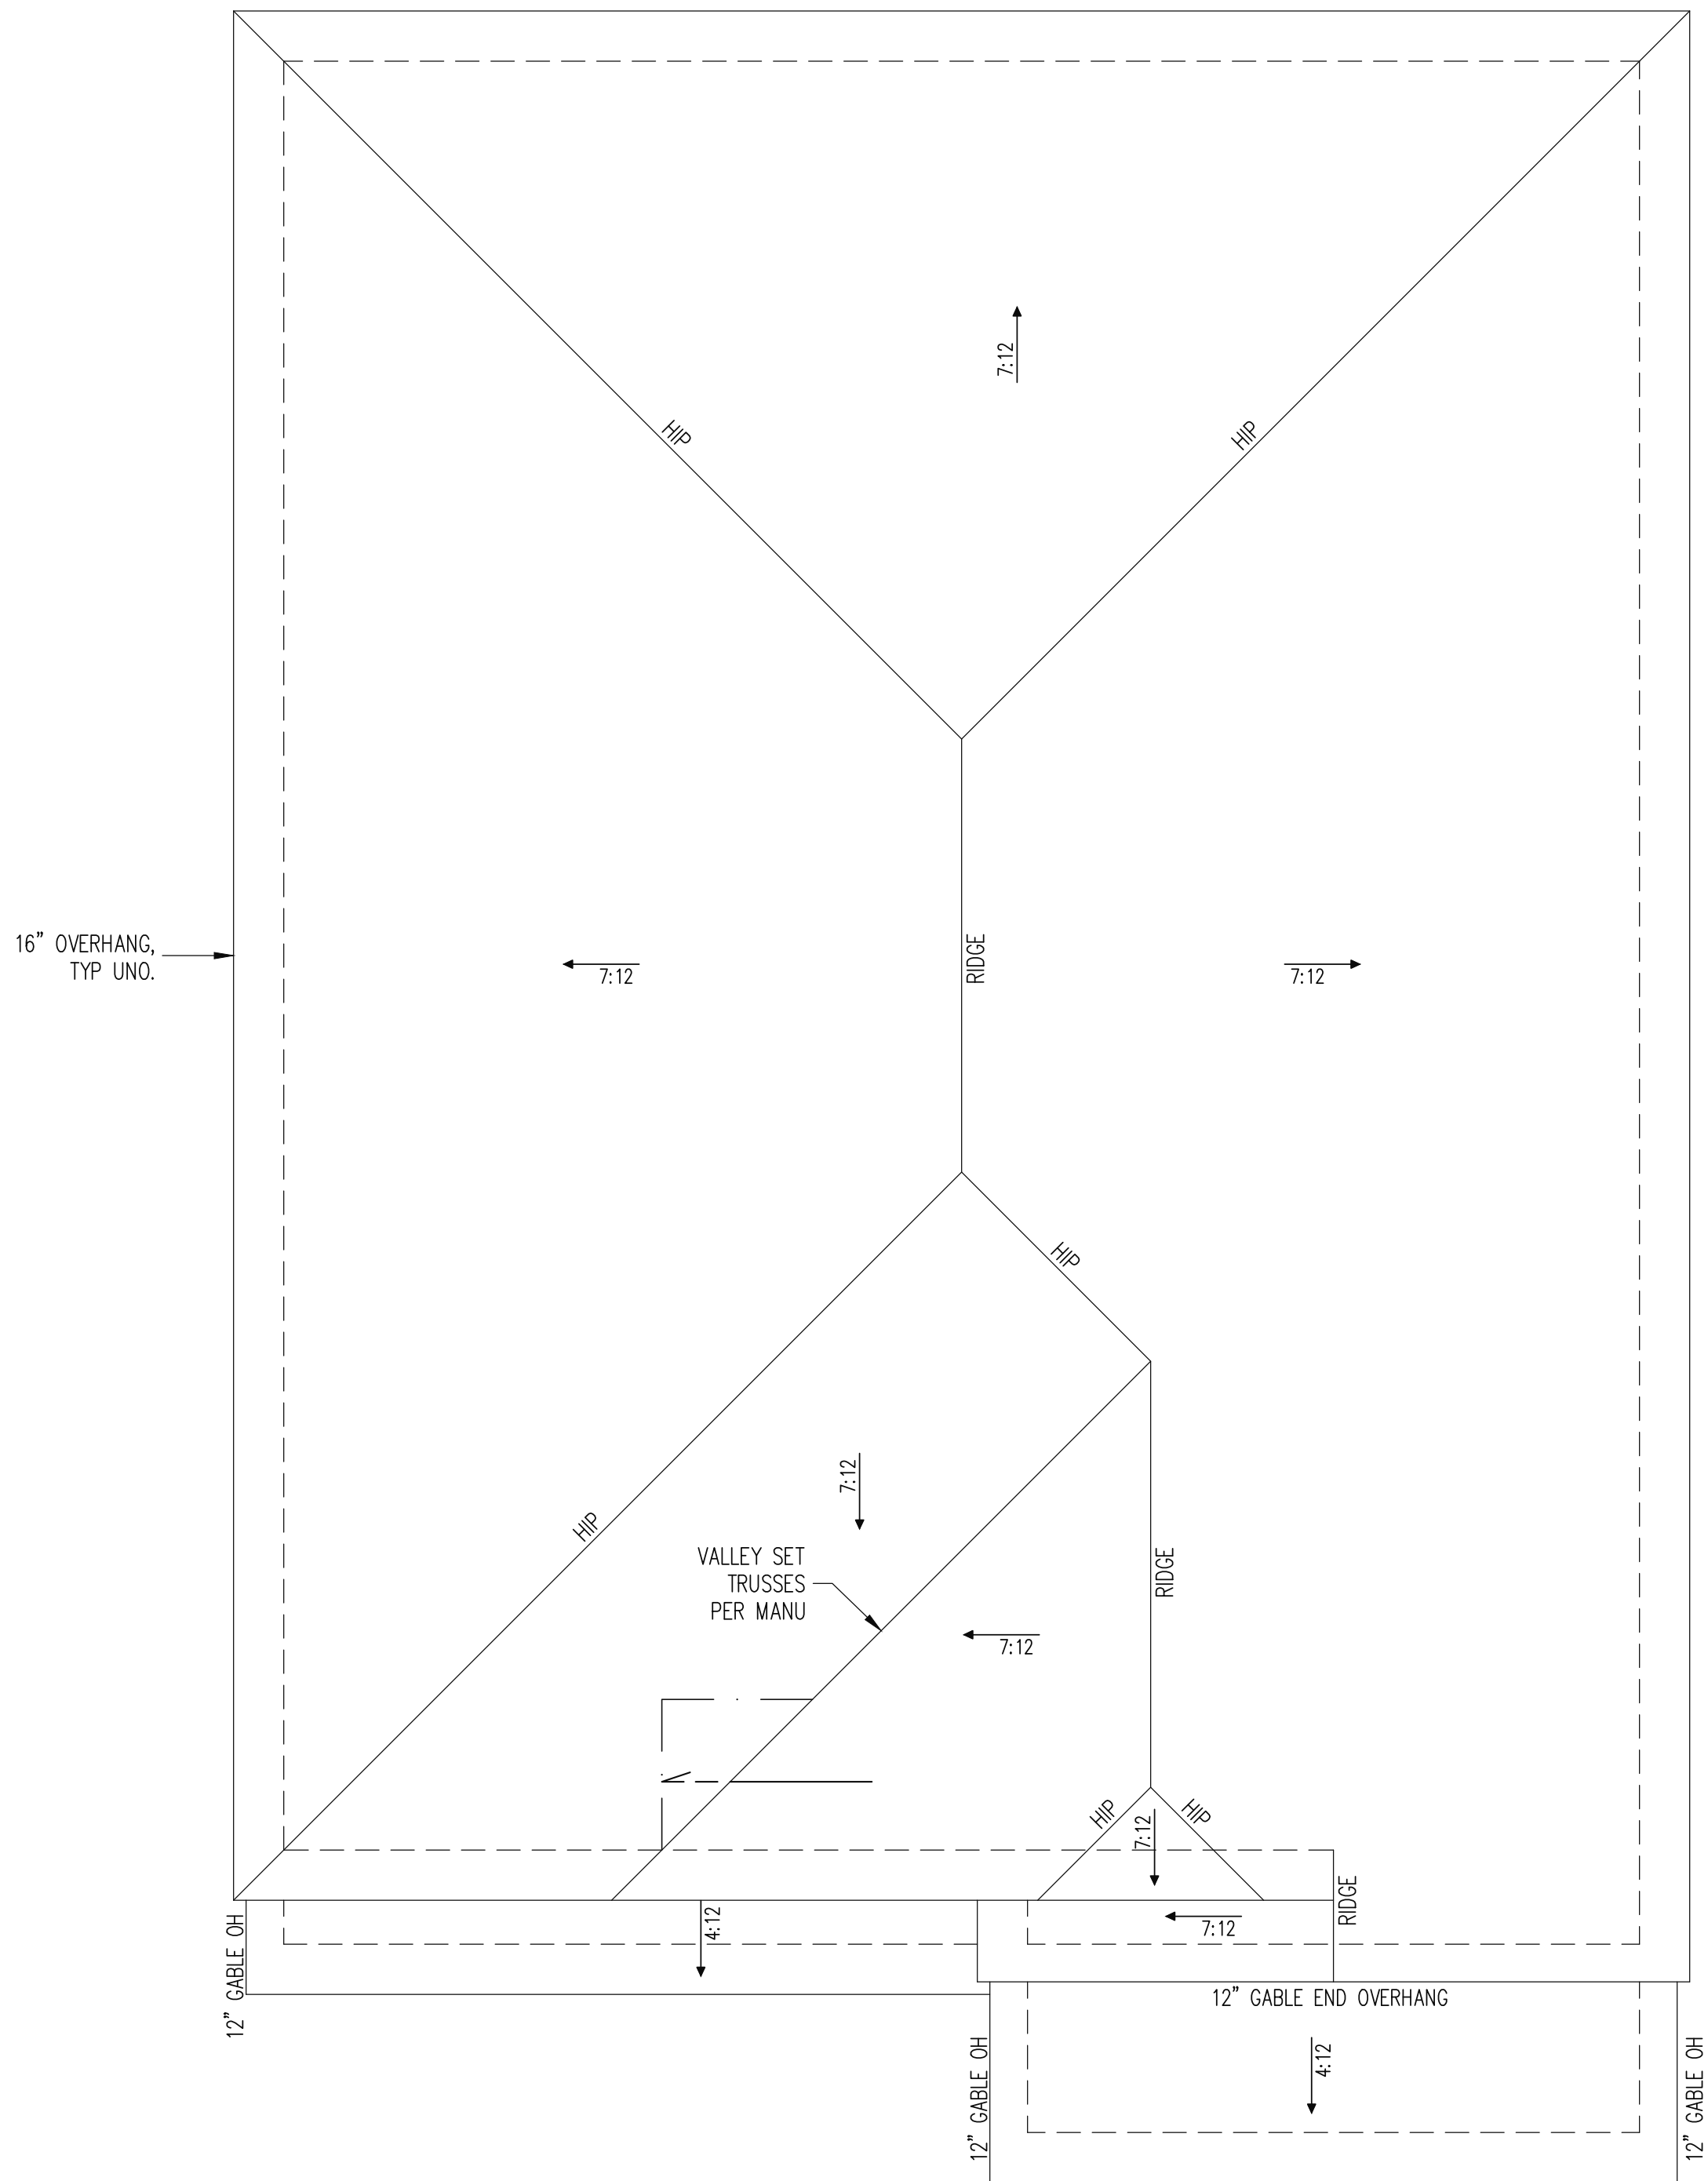 HIP
HIP
7:12
16” OVERHANG,
TYP UNO.
7:12
RIDGE
7:12
HIP
HIP
7:12
VALLEY SET
TRUSSES
PER MANU
RIDGE
7:12
HIP
HIP
7:12
RIDGE
7:12
4:12
12” GABLE OH
12” GABLE END OVERHANG
4:12
12” GABLE OH
12” GABLE OH